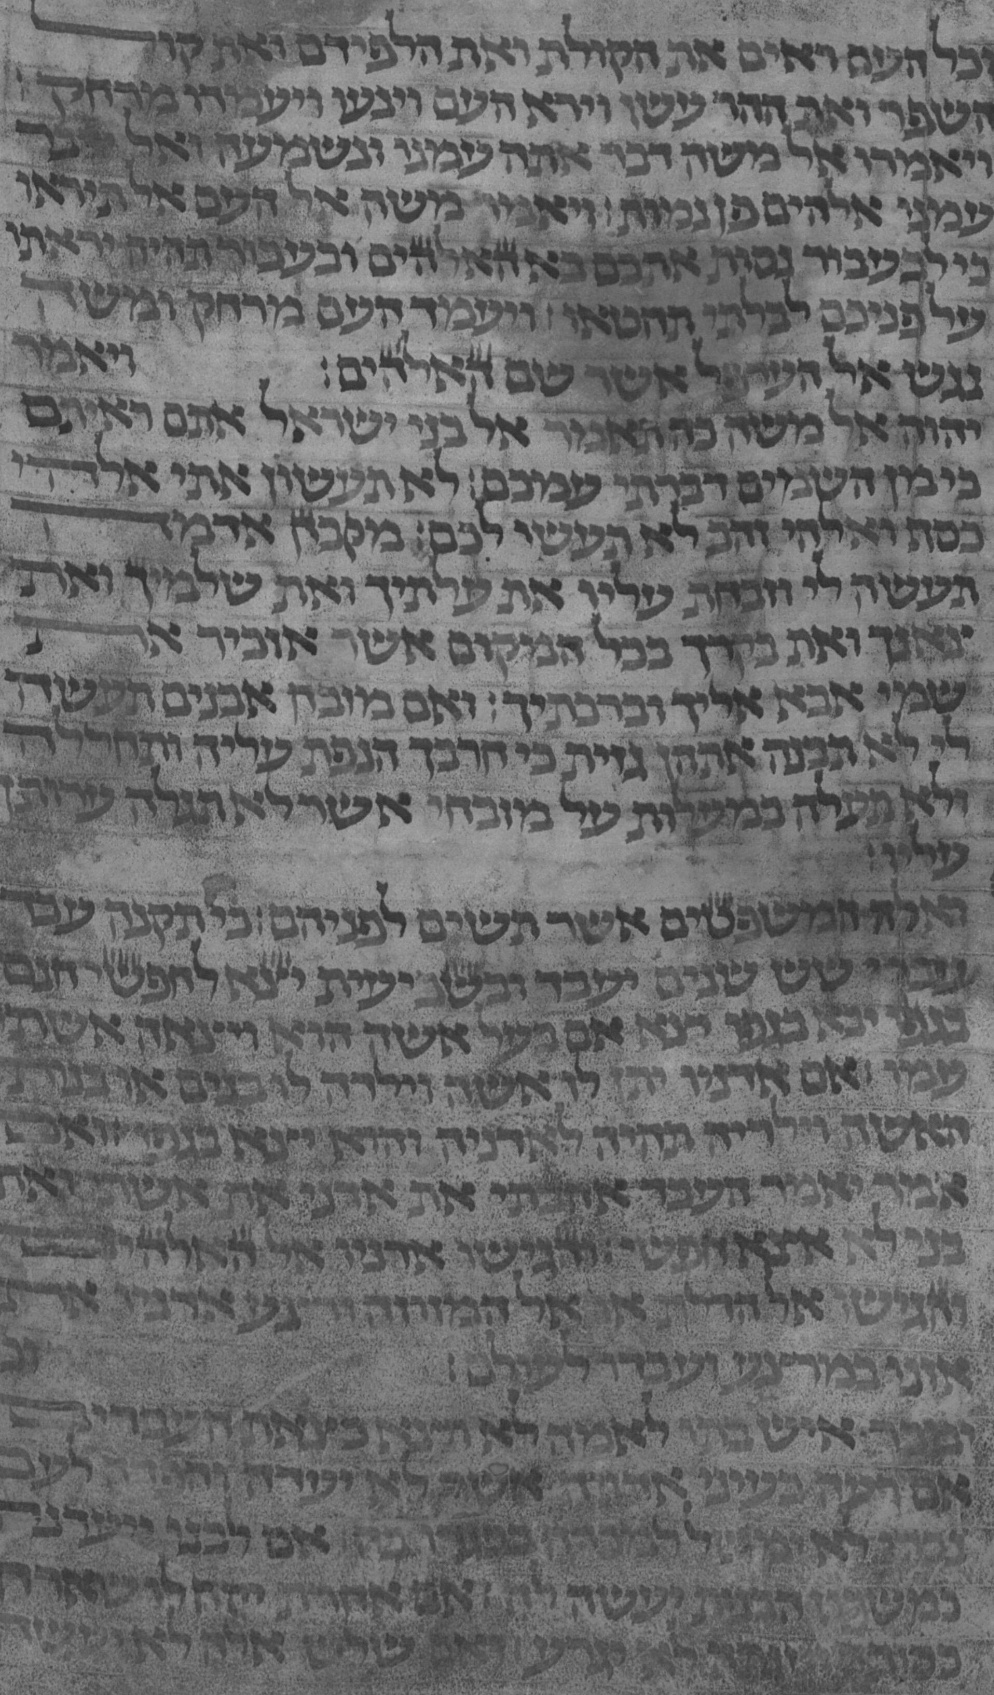 וכל העם ראים את הקולת ואת הלפידם ואת קול
השפר ואת ההר עשן וירא העם וינעו ויעמדו מרחק :
ויאמרו אל משה דבר אתה עמנו ונשמעה ואל ידבר
עמנו אלהים פן נמות : ויאמר משה אל העם אל תיראו
כי לבעבור נסות אתכם בא האלהים ובעבור תהיה יראתו
על פניכם לבלתי תחטאו : ויעמד העם מרחק ומשה
נגש אל הערפל אשר שם האלהים : ויאמר
יהוה אל משה כה תאמר אל בני ישראל אתם ראיתם
כי מן השמים דברתי עמכם : לא תעשון אתי אלהי
כסף ואלהי זהב לא תעשו לכם : מזבח אדמה
תעשה לי וזבחת עליו את עלתיך ואת שלמיך ואת
צאנך ואת בקרך בכל המקום אשר אזכיר את
שמי אבא אליך וברכתיך : ואם מזבח אבנים תעשה
לי לא תבנה אתהן גזית כי חרבך הנפת עליה ותחללה
ולא תעלה במעלות על מזבחי אשר לא תגלה ערותך
עליו :
האלה המשפטים אשר תשים לפניהם : כי תקנה עבד
עברי שש שנים יעבד ובשביעית יצא לחפשי חנם
בגפו יבא בגפו יצא אם בעל אשה הוא ויצאה אשתו
עמו : אם אדניו יתן לו אשה וילדה לו בנים או בנות
האשה וילדיה תהיה לאדניה והוא יצא בגפו : ואם
אמור יאמר העבד אהבתי את אדני את אשתי ואת
בני לא אצא חפשי : והגישו אדניו אל האלהים
והגישו אל הדלת או אל המזוזה ורצע אדניו את
אזנו במרצע ועבדו לעולם : וכי
ימכר איש בתו לאמה לא תצא כצאת העבדים
אם רעה בעיני אדניה אשר לא יעדה והפדה לעם
נכרי לא ימשל למכרה בבגדו בה : אם לבנו ייעדנה
כמשפט הבנות יעשה לה : אם אחרת יקח לו שארה
כסותה יגרע : ואם שלש אלה לא יעשה